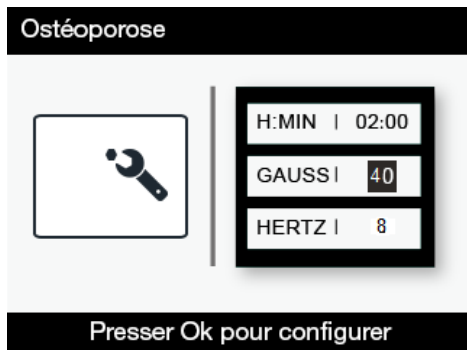 Ostéoporose
H:MIN | 02:00
GAUSS | 40
HERTZ | 8
Presser Ok pour configurer